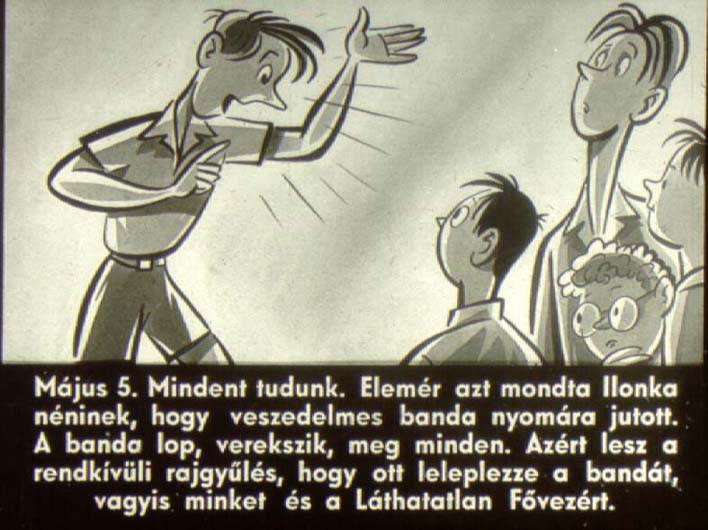 Május 5. Mindent tudunk. Elemér azt mondta Ilonka
néninek, hogy veszedelmes banda nyomára jutott.
A banda lop, verekszik, meg minden. Azért lesz a
rendkívüli rajgyűlés, hogy ott leleplezze a bandát,
vagyis minket és a Láthatatlan Fővezért.